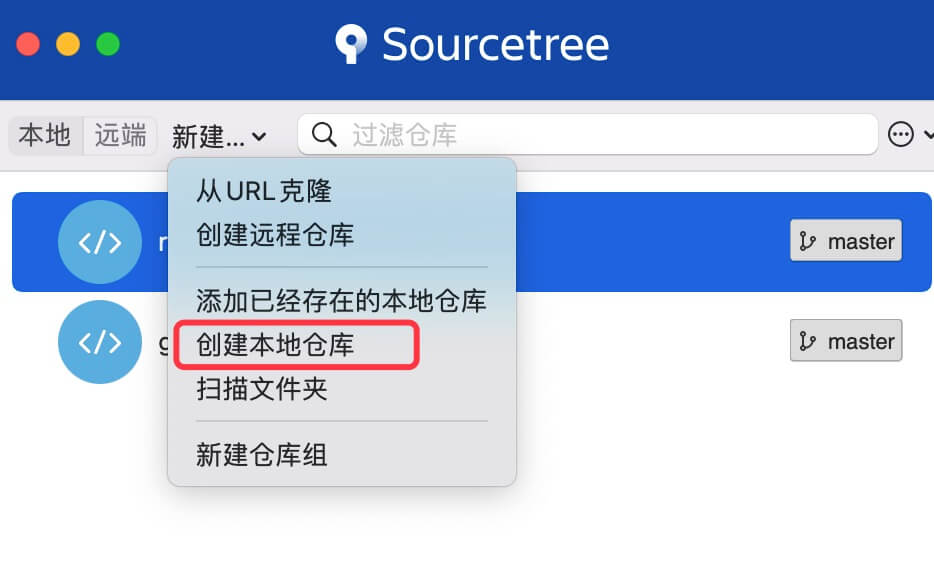 Sourcetree
本地 远端 新建... 过滤仓库
从URL克隆
创建远程仓库
master
添加已经存在的本地仓库
创建本地仓库
master
扫描文件夹
新建仓库组